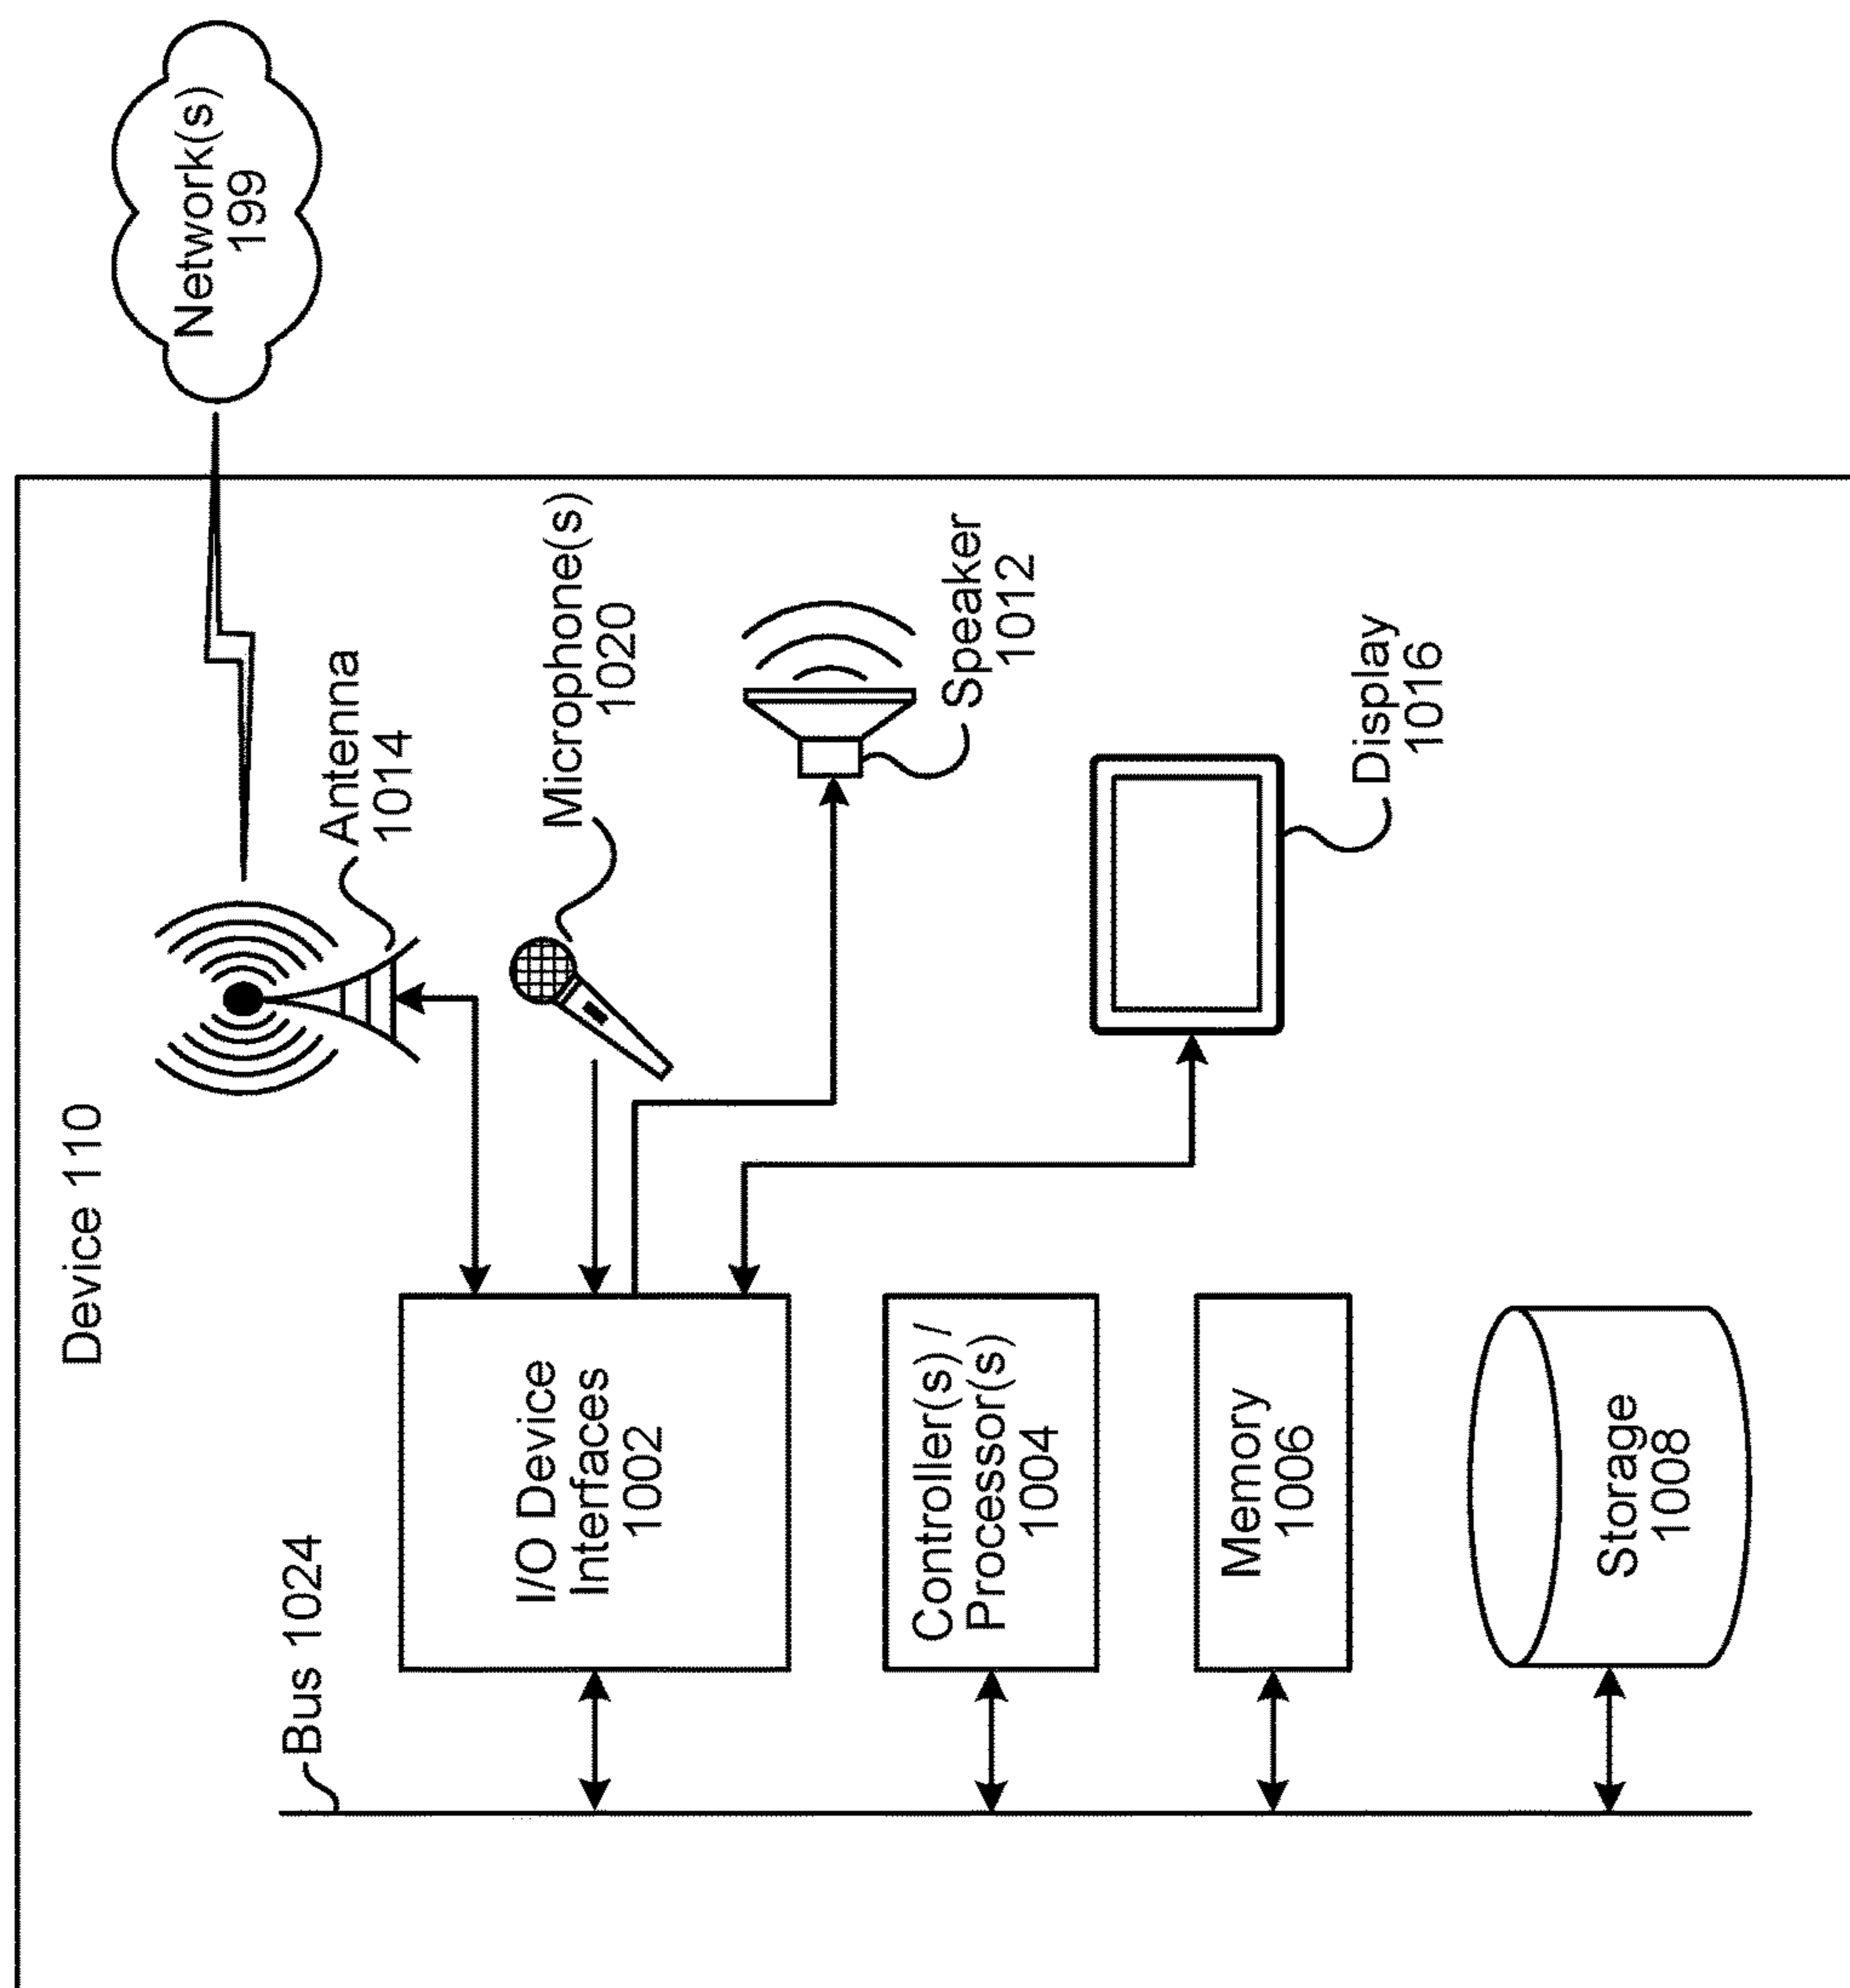 Device 110
Network(s)
199
Antenna
1014
Bus 1024
I/O Device
Interfaces
1002
Microphone(s)
1020
Speaker
1012
Controller(s) /
Processor(s)
1004
Display
1016
Memory
1006
Storage
1008